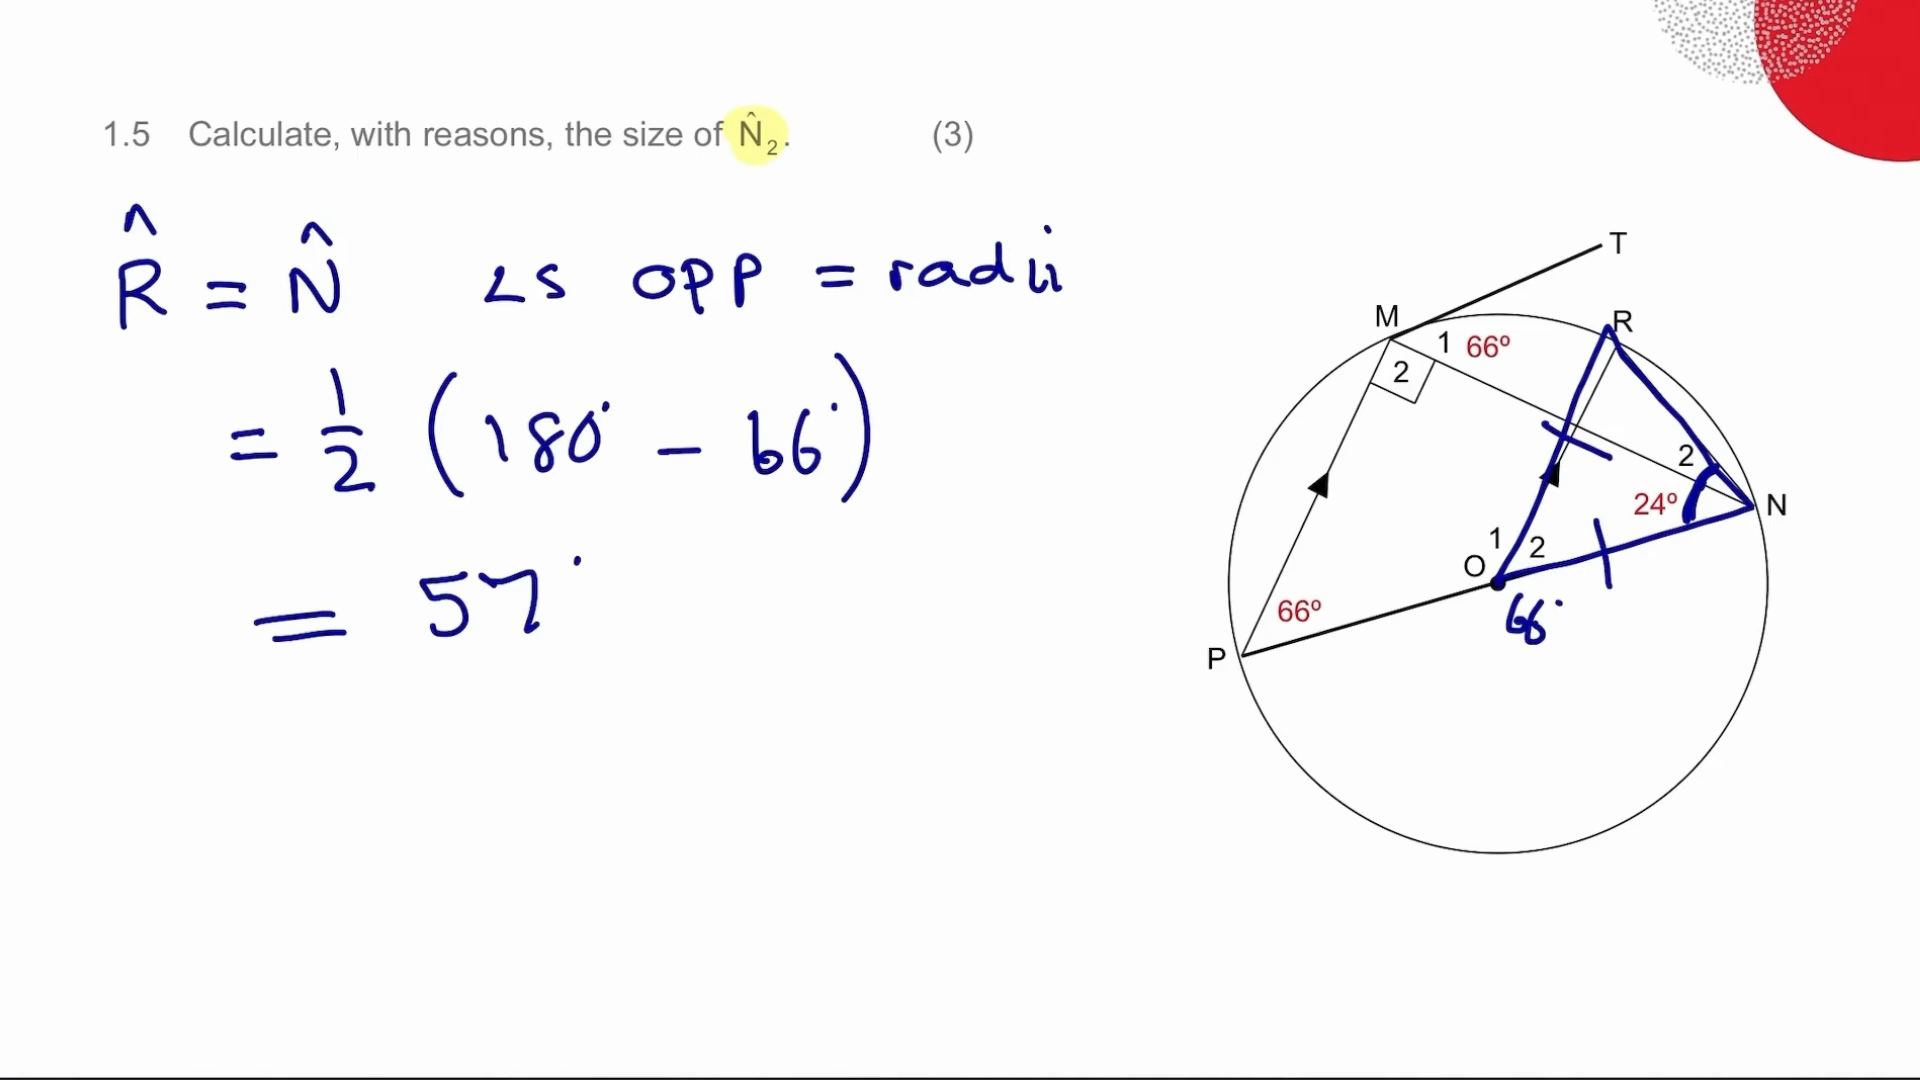 1.5 Calculate, with reasons, the size of N̂₂. (3)
R̂ = N̂ ∠s opp = radii
= 1/2 (180° - 66°)
= 57°
T
M
R
1 66°
2
2
24°
N
1
2
O
66°
66°
P